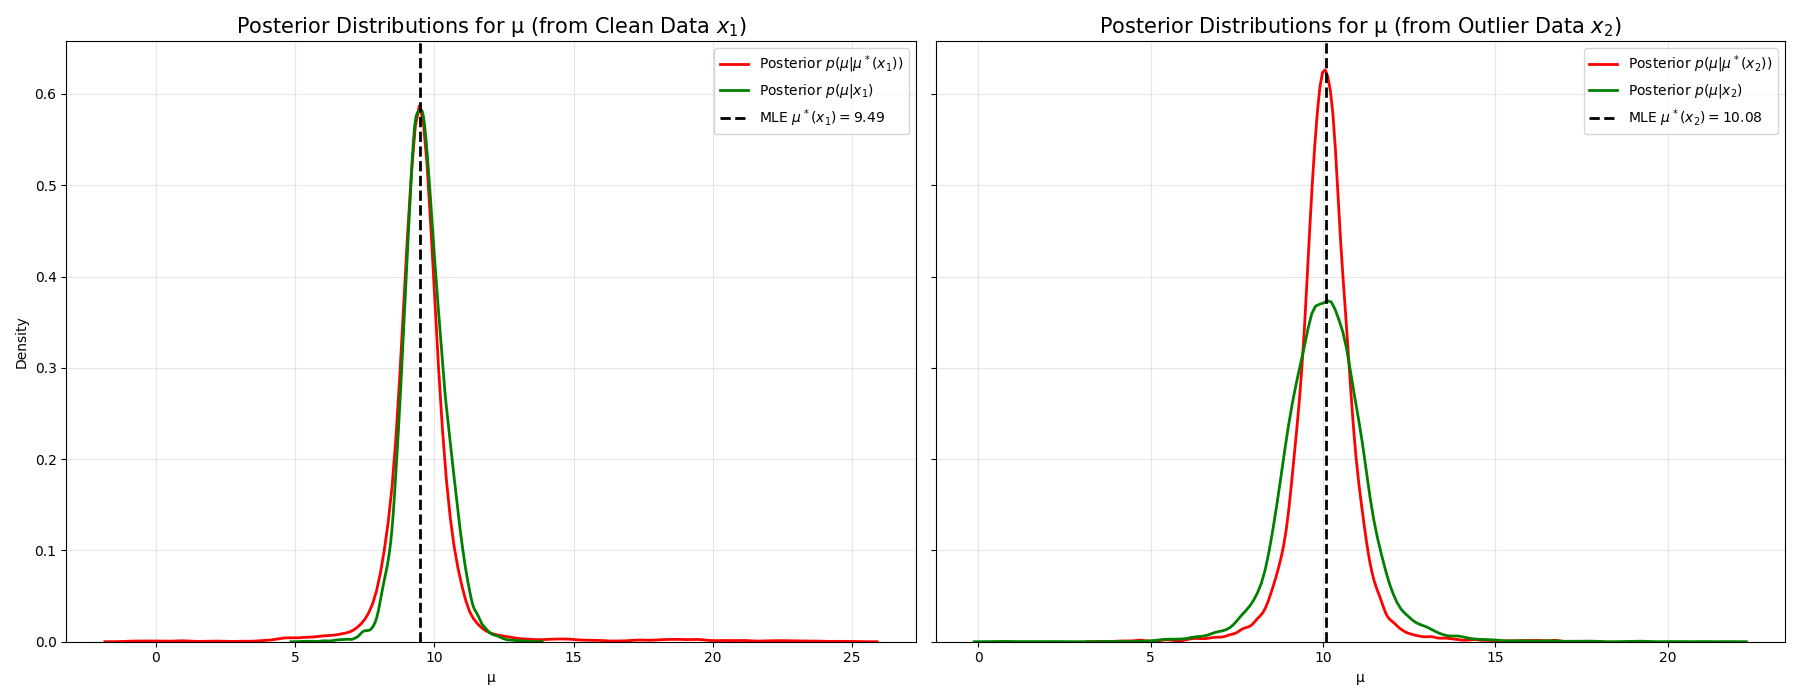 Posterior Distributions for μ (from Clean Data x₁)
Posterior p(μ|μ*(x₁))
Posterior p(μ|x₁)
MLE μ*(x₁) = 9.49
Density
0.6
0.5
0.4
0.3
0.2
0.1
0.0
0 5 10 15 20 25
μ
Posterior Distributions for μ (from Outlier Data x₂)
Posterior p(μ|μ*(x₂))
Posterior p(μ|x₂)
MLE μ*(x₂) = 10.08
0 5 10 15 20
μ